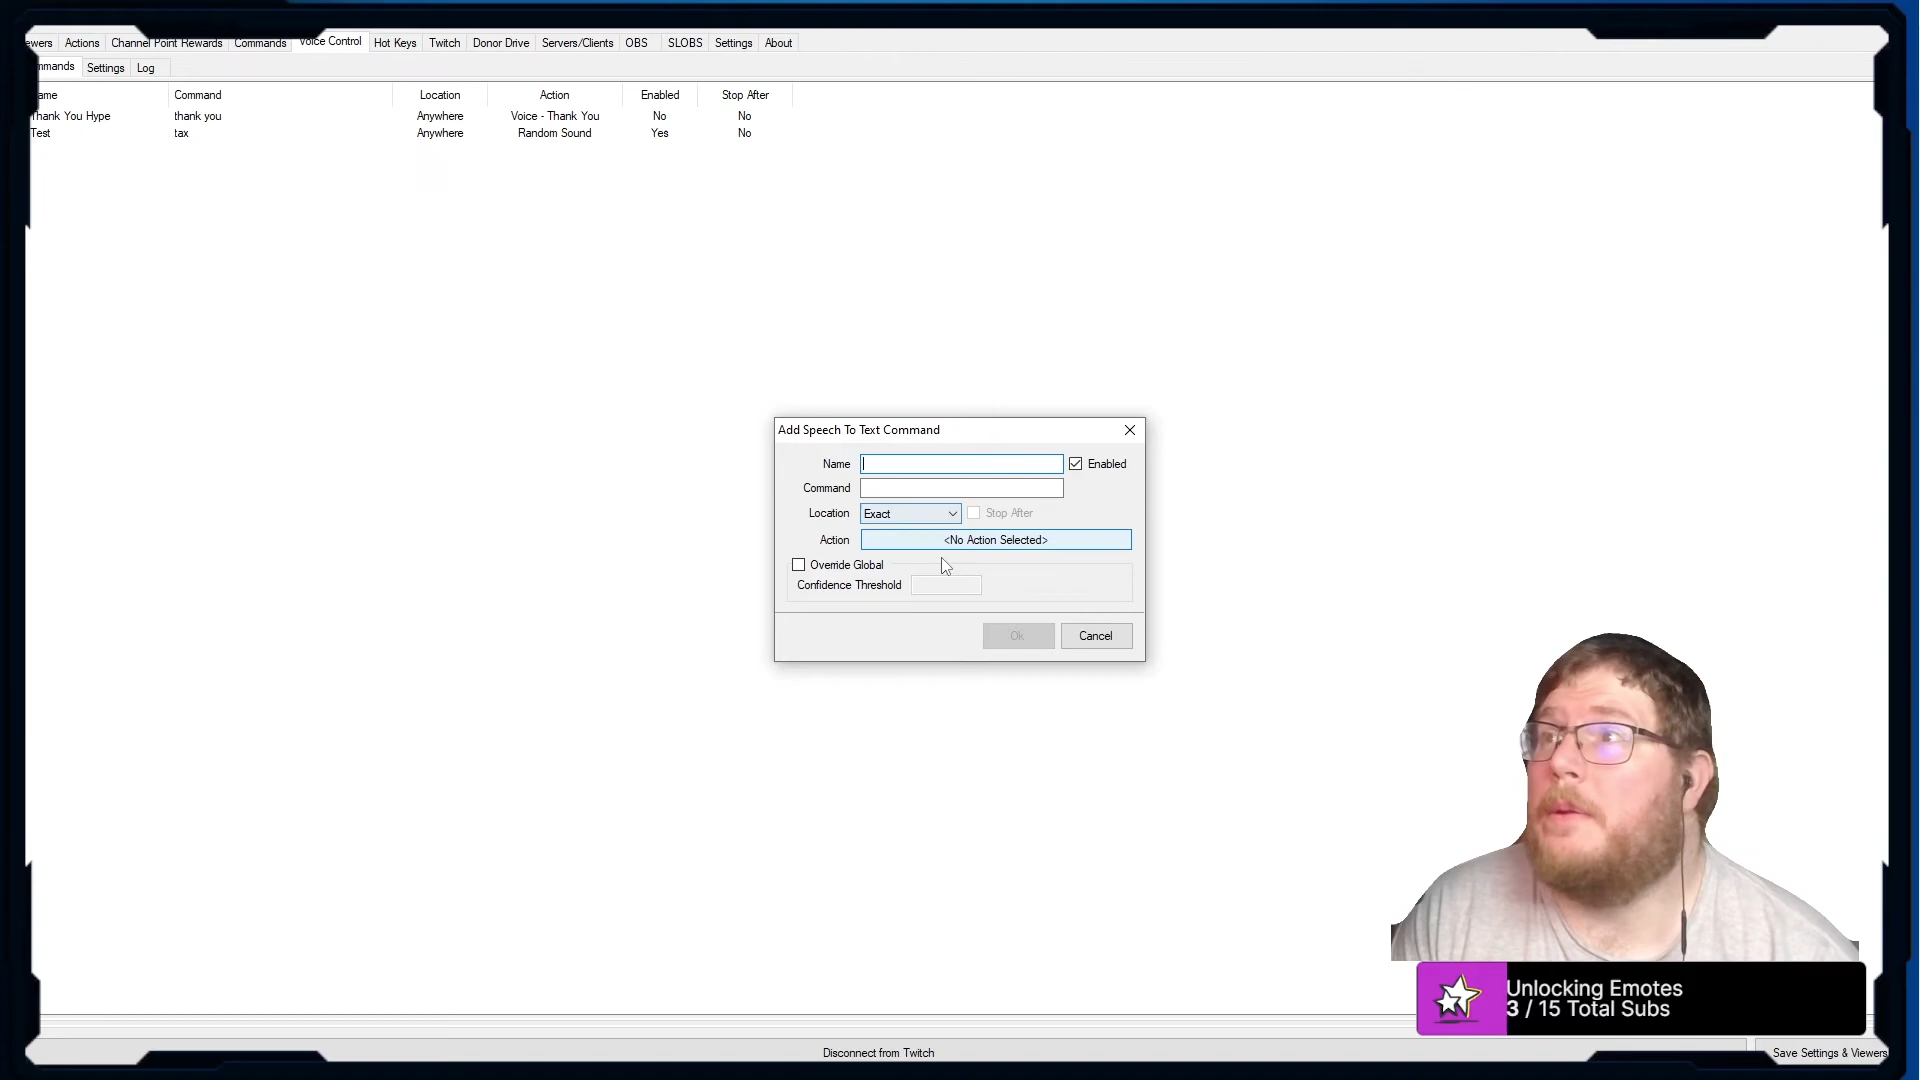 ewers Actions Channel Point Rewards Commands Voice Control Hot Keys Twitch Donor Drive Servers/Clients OBS SLOBS Settings About
mmands Settings Log
ame Command Location Action Enabled Stop After
Thank You Hype thank you Anywhere Voice - Thank You No No
Test tax Anywhere Random Sound Yes No
Add Speech To Text Command
Name Enabled
Command
Location Exact Stop After
Action <No Action Selected>
Override Global
Confidence Threshold
Ok Cancel
Unlocking Emotes
3 / 15 Total Subs
Disconnect from Twitch Save Settings & Viewers